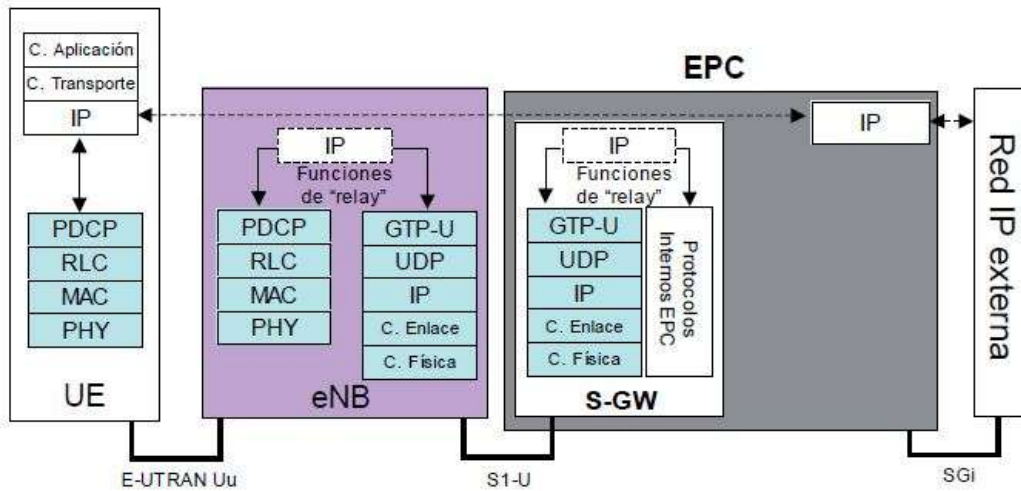 C. Aplicación
C. Transporte
IP
PDCP
RLC
MAC
PHY
UE
IP
Funciones
de “relay”
PDCP
RLC
MAC
PHY
GTP-U
UDP
IP
C. Enlace
C. Física
eNB
EPC
IP
Funciones
de “relay”
GTP-U
UDP
IP
C. Enlace
C. Física
Protocolos
Internos EPC
S-GW
IP
Red IP externa
E-UTRAN Uu
S1-U
SGi